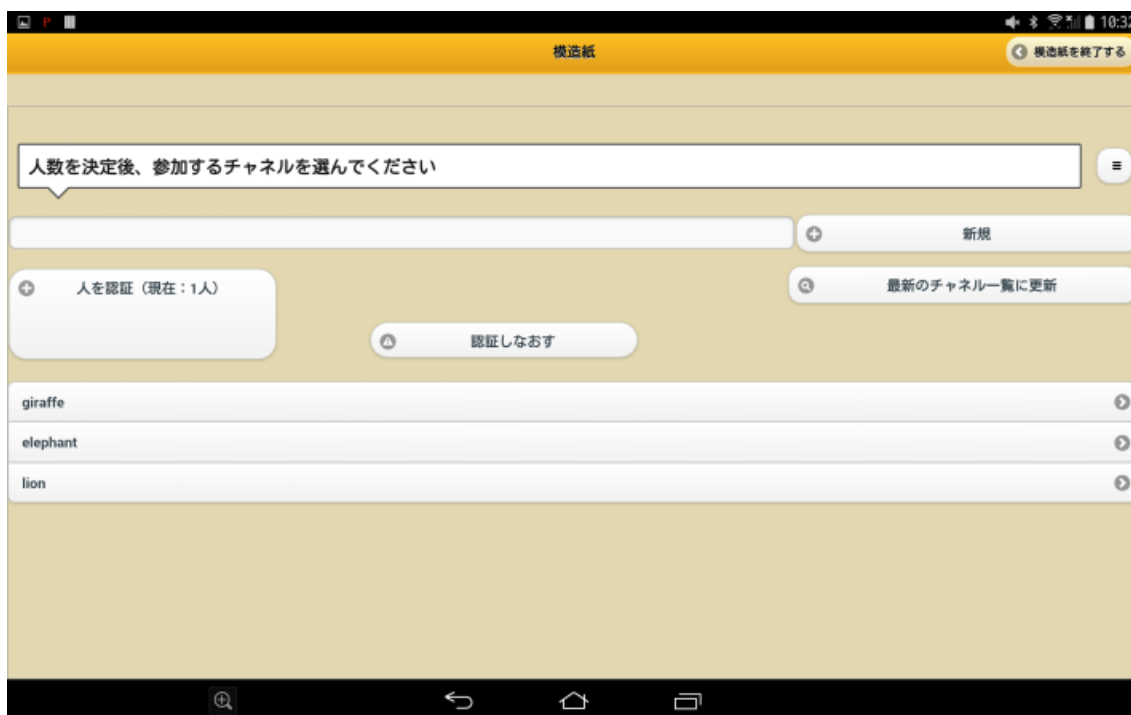 P
10:32
模造紙
模造紙を終了する
人数を決定後、参加するチャネルを選んでください
新規
人を認証（現在：1人）
最新のチャネル一覧に更新
認証しなおす
giraffe
elephant
lion